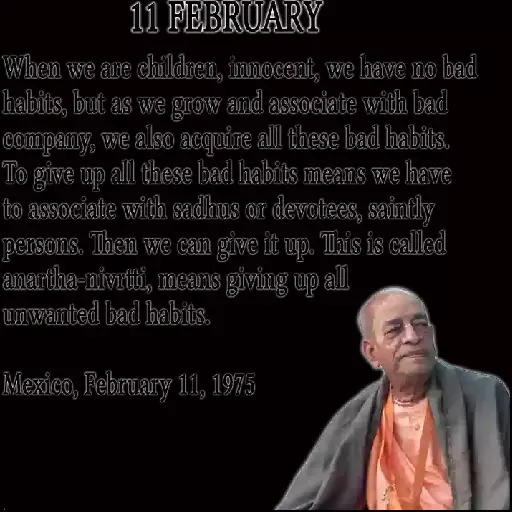 11 FEBRUARY
When we are children, innocent, we have no bad
habits, but as we grow and associate with bad
company, we also acquire all these bad habits.
To give up all these bad habits means we have
to associate with sadhus or devotees, saintly
persons. Then we can give it up. This is called
anartha-nivrtti, means giving up all
unwanted bad habits.
Mexico, February 11, 1975